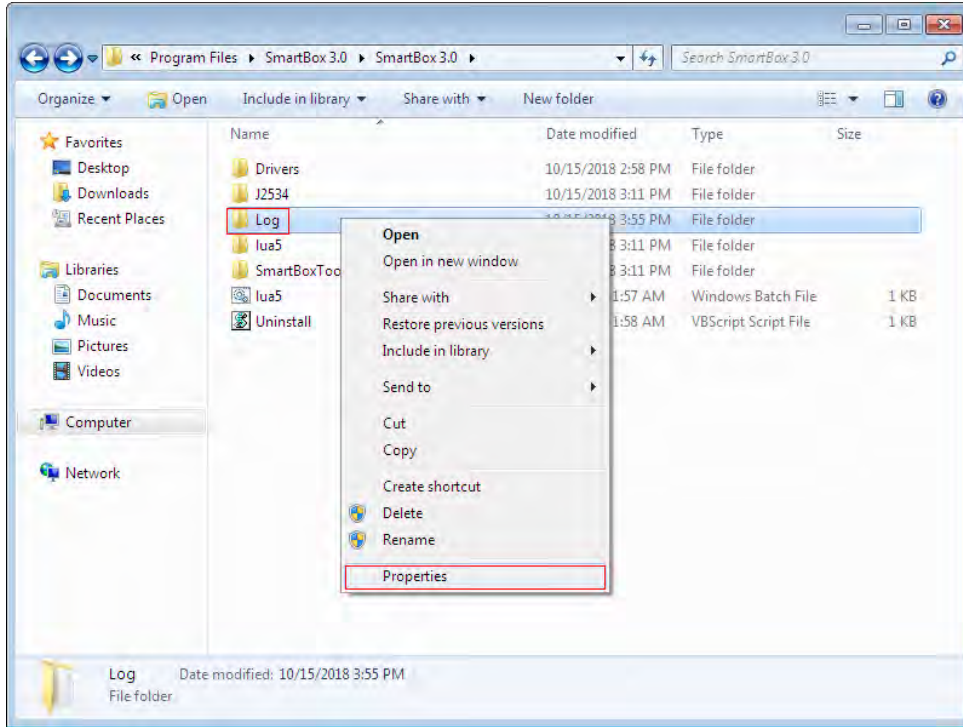 « Program Files ▸ SmartBox 3.0 ▸ SmartBox 3.0 ▸
Search SmartBox 3.0
Organize ▾ Open Include in library ▾ Share with ▾ New folder
Name Date modified Type Size
Favorites
Desktop
Downloads
Recent Places
Libraries
Documents
Music
Pictures
Videos
Computer
Network
Drivers 10/15/2018 2:58 PM File folder
J2534 10/15/2018 3:11 PM File folder
Log 3:55 PM File folder
lua5 3:11 PM File folder
SmartBoxToo 3:11 PM File folder
lua5 1:57 AM Windows Batch File 1 KB
Uninstall 1:58 AM VBScript Script File 1 KB
Open
Open in new window
Share with
Restore previous versions
Include in library
Send to
Cut
Copy
Create shortcut
Delete
Rename
Properties
Log Date modified: 10/15/2018 3:55 PM
File folder